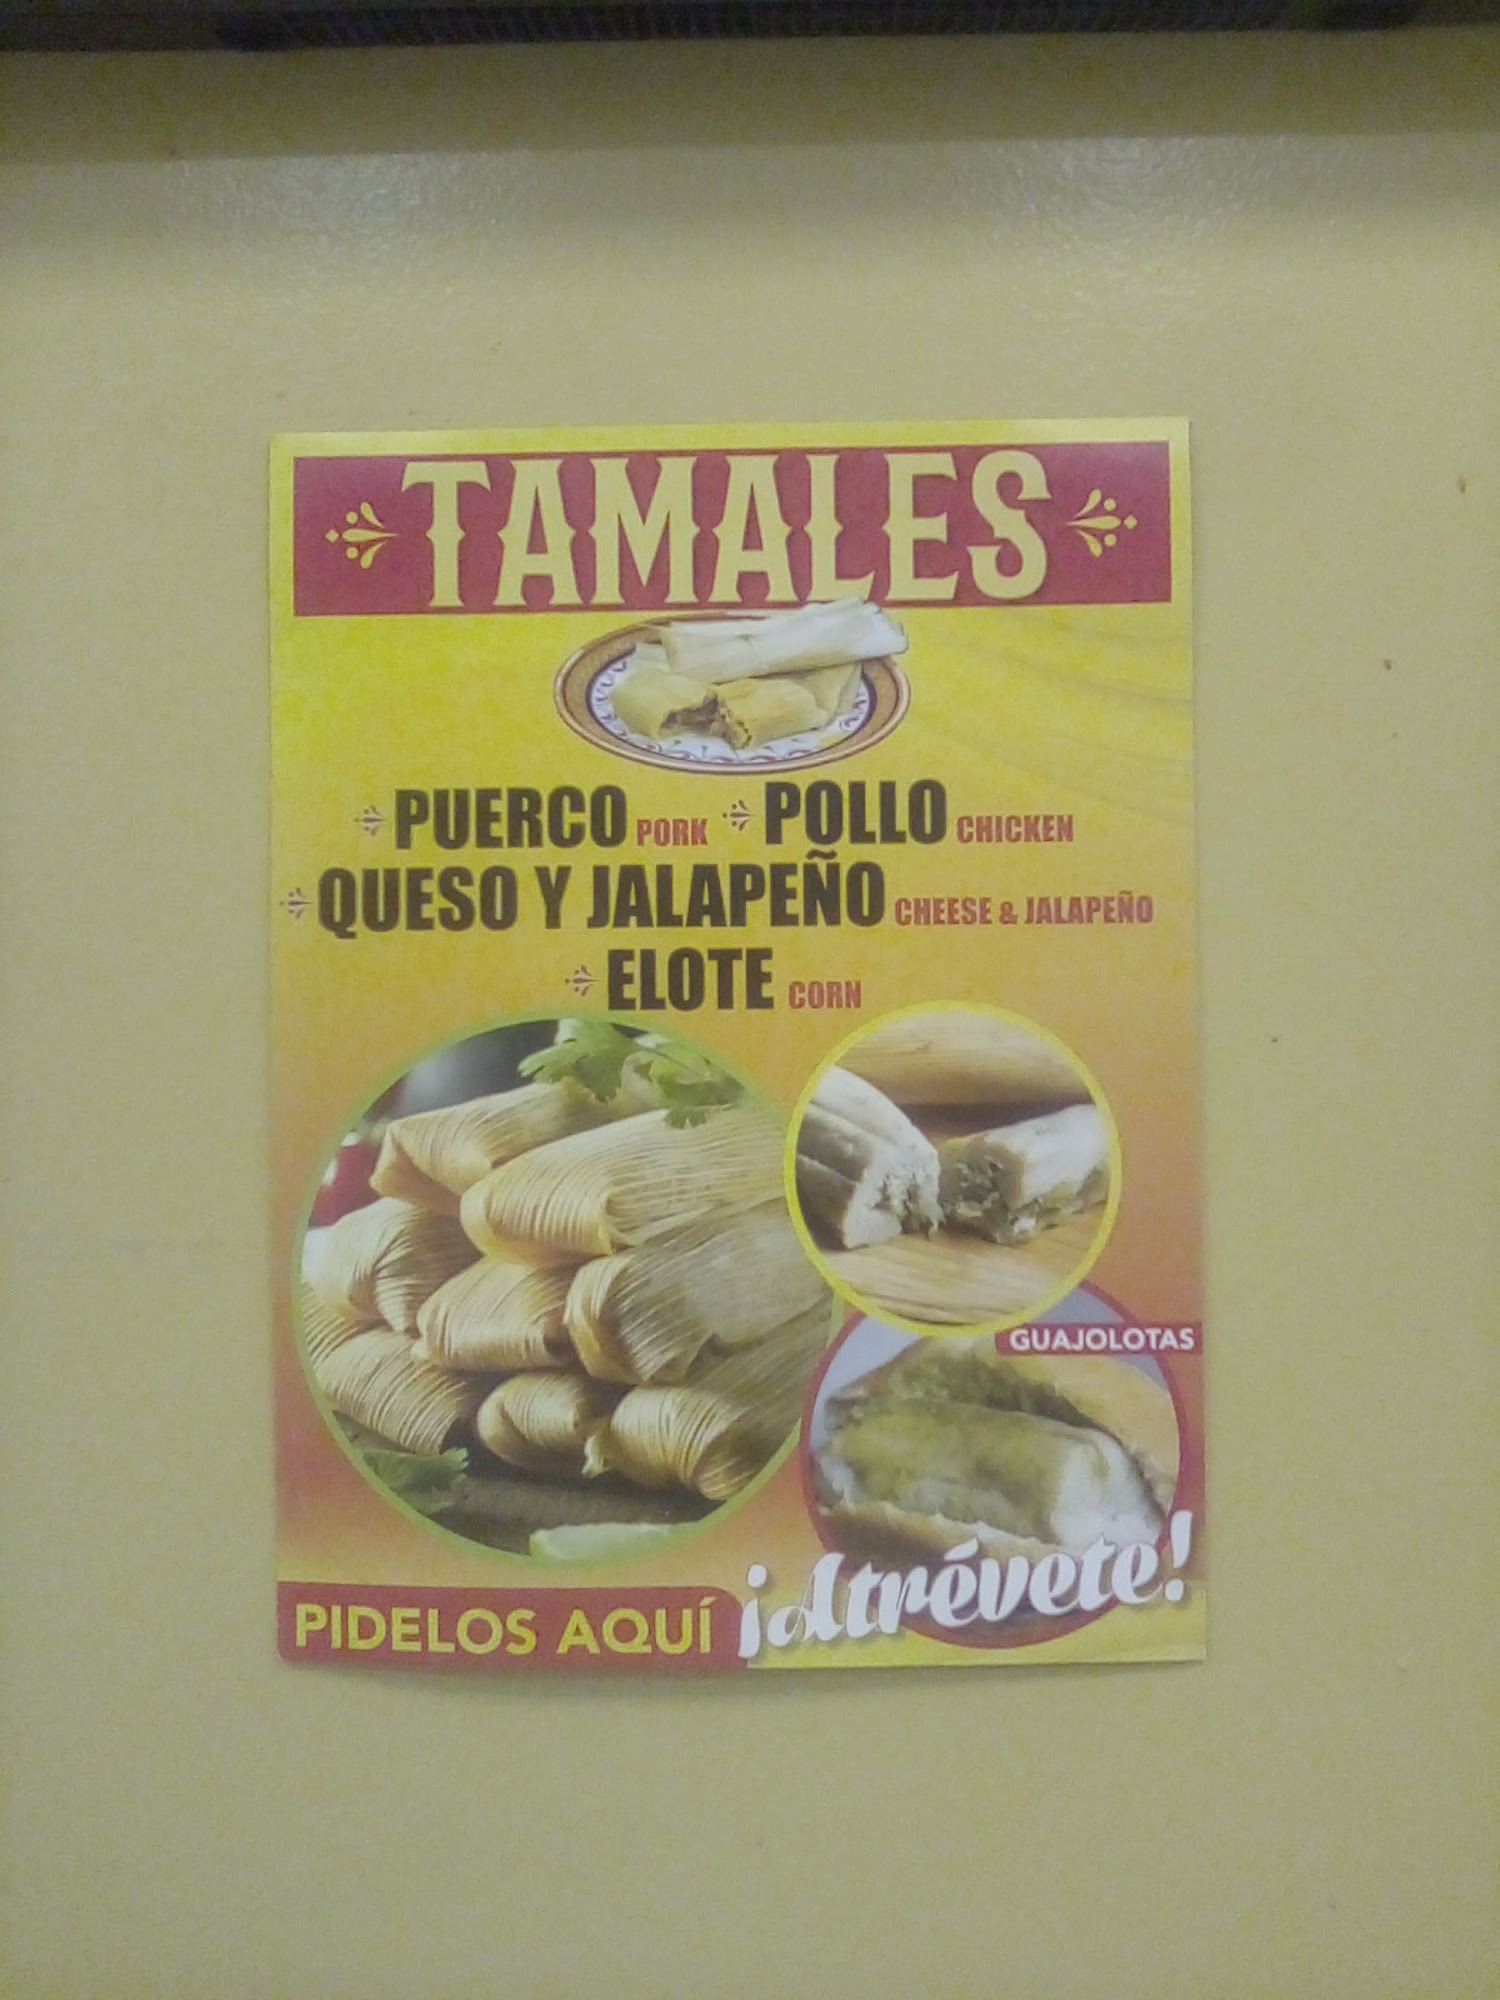 TAMALES
PUERCO PORK POLLO CHICKEN
QUESO Y JALAPEÑO CHEESE & JALAPEÑO
ELOTE CORN
GUAJOLOTAS
PIDELOS AQUÍ ¡Atrévete!